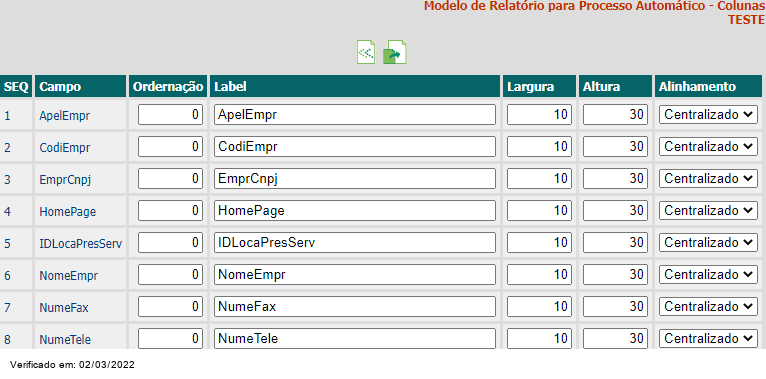 Modelo de Relatório para Processo Automático - Colunas
TESTE
SEQ Campo Ordernação Label Largura Altura Alinhamento
1 ApelEmpr 0 ApelEmpr 10 30 Centralizado
2 CodiEmpr 0 CodiEmpr 10 30 Centralizado
3 EmprCnpj 0 EmprCnpj 10 30 Centralizado
4 HomePage 0 HomePage 10 30 Centralizado
5 IDLocaPresServ 0 IDLocaPresServ 10 30 Centralizado
6 NomeEmpr 0 NomeEmpr 10 30 Centralizado
7 NumeFax 0 NumeFax 10 30 Centralizado
8 NumeTele 0 NumeTele 10 30 Centralizado
Verificado em: 02/03/2022